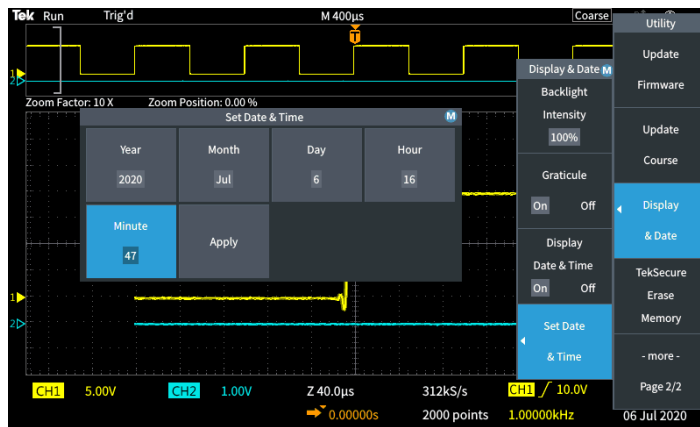 Tek Run Trig'd M 400µs Coarse
Utility
Update
Firmware
Update
Course
Display
& Date
TekSecure
Erase
Memory
- more -
Page 2/2
T
1
2
Zoom Factor: 10 X Zoom Position: 0.00 %
Display & Date M
Backlight
Intensity
100%
Graticule
On Off
Display
Date & Time
On Off
Set Date
& Time
Set Date & Time M
Year Month Day Hour
2020 Jul 6 16
Minute
47
Apply
1
2
CH1 5.00V CH2 1.00V Z 40.0µs 312kS/s CH1 / 10.0V
0.00000s 2000 points 1.00000kHz 06 Jul 2020